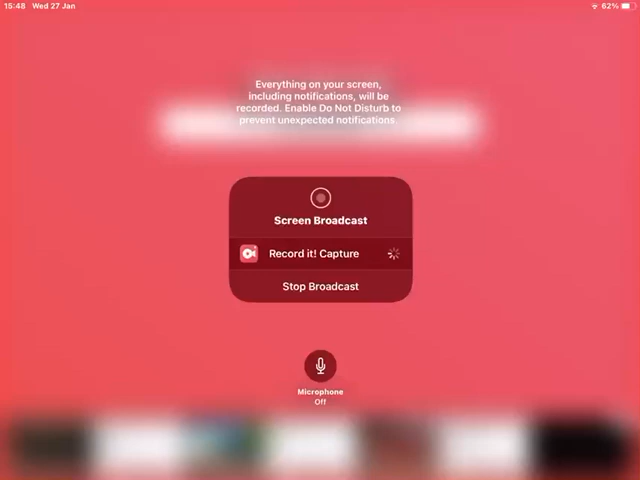 15:48 Wed 27 Jan
62%
Everything on your screen,
including notifications, will be
recorded. Enable Do Not Disturb to
prevent unexpected notifications.
Screen Broadcast
Record it! Capture
Stop Broadcast
Microphone
Off